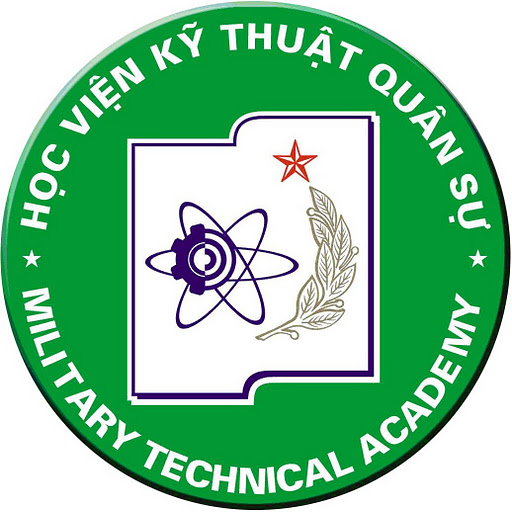 HỌC VIỆN KỸ THUẬT QUÂN SỰ
MILITARY TECHNICAL ACADEMY